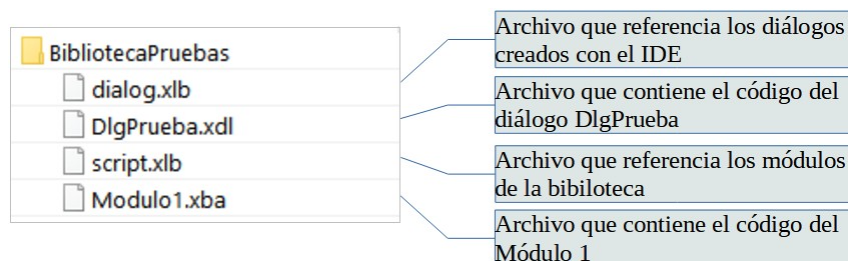 BibliotecaPruebas
dialog.xlb
DlgPrueba.xdl
script.xlb
Modulo1.xba
Archivo que referencia los diálogos
creados con el IDE
Archivo que contiene el código del
diálogo DlgPrueba
Archivo que referencia los módulos
de la bibiloteca
Archivo que contiene el código del
Módulo 1